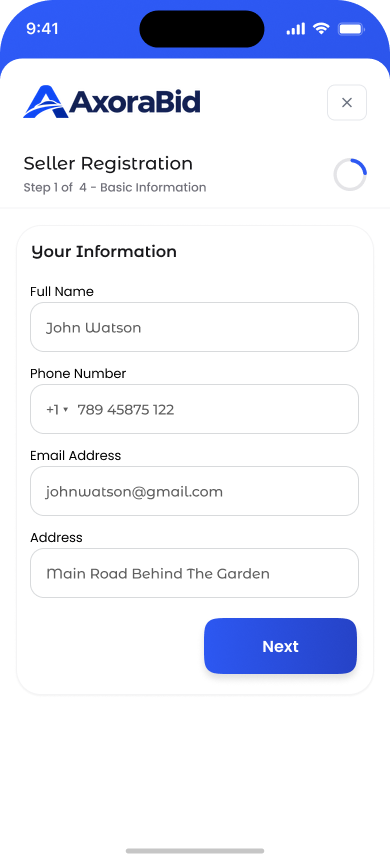 9:41
AxoraBid
Seller Registration
Step 1 of 4 - Basic Information
Your Information
Full Name
John Watson
Phone Number
+1 789 45875 122
Email Address
johnwatson@gmail.com
Address
Main Road Behind The Garden
Next